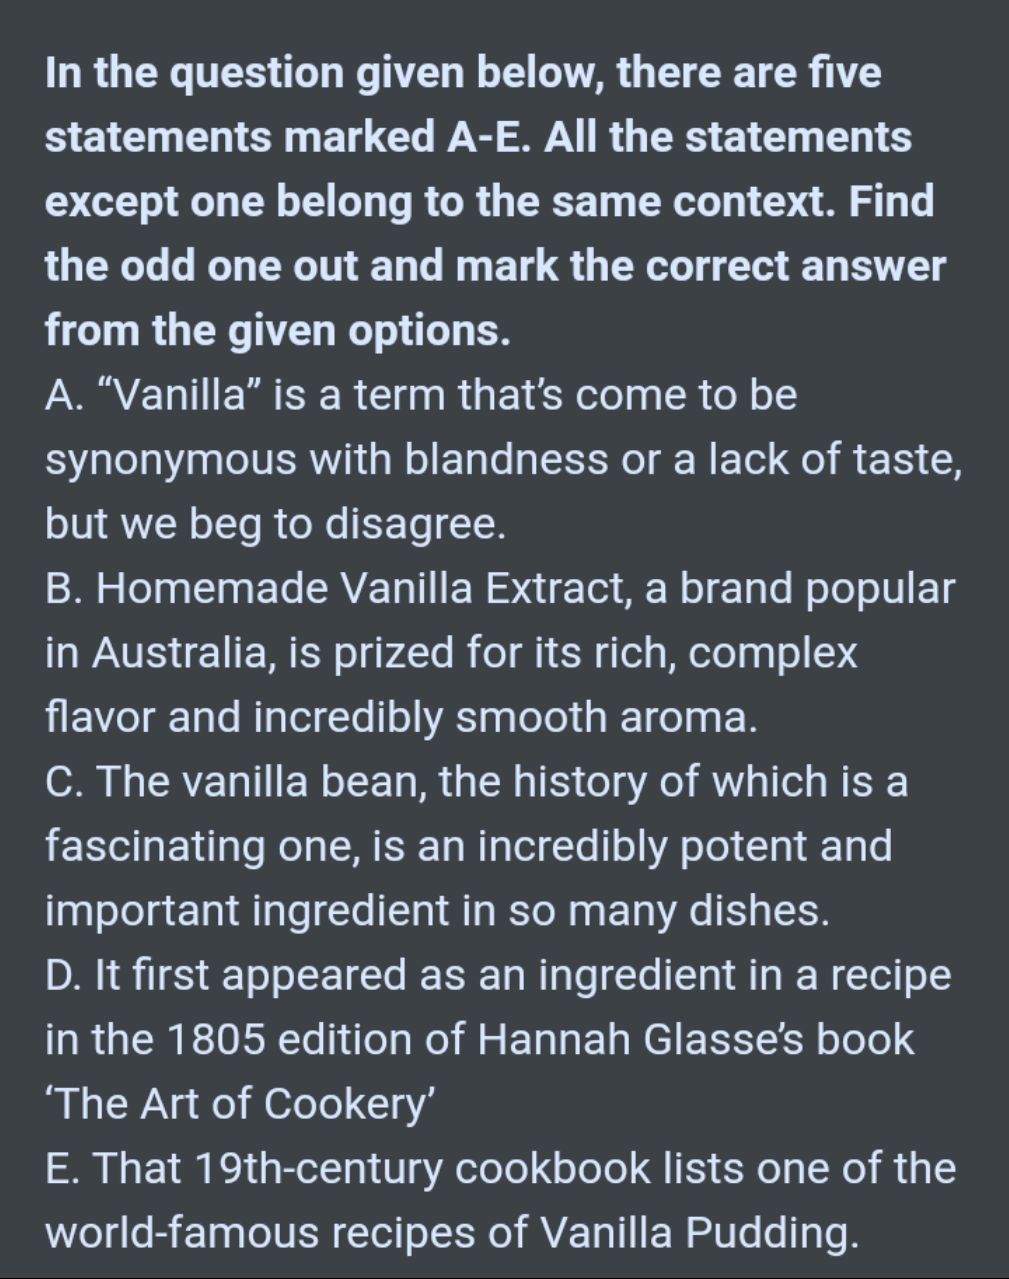 In the question given below, there are five
statements marked A-E. All the statements
except one belong to the same context. Find
the odd one out and mark the correct answer
from the given options.
A. “Vanilla” is a term that’s come to be
synonymous with blandness or a lack of taste,
but we beg to disagree.
B. Homemade Vanilla Extract, a brand popular
in Australia, is prized for its rich, complex
flavor and incredibly smooth aroma.
C. The vanilla bean, the history of which is a
fascinating one, is an incredibly potent and
important ingredient in so many dishes.
D. It first appeared as an ingredient in a recipe
in the 1805 edition of Hannah Glasse’s book
‘The Art of Cookery’
E. That 19th-century cookbook lists one of the
world-famous recipes of Vanilla Pudding.